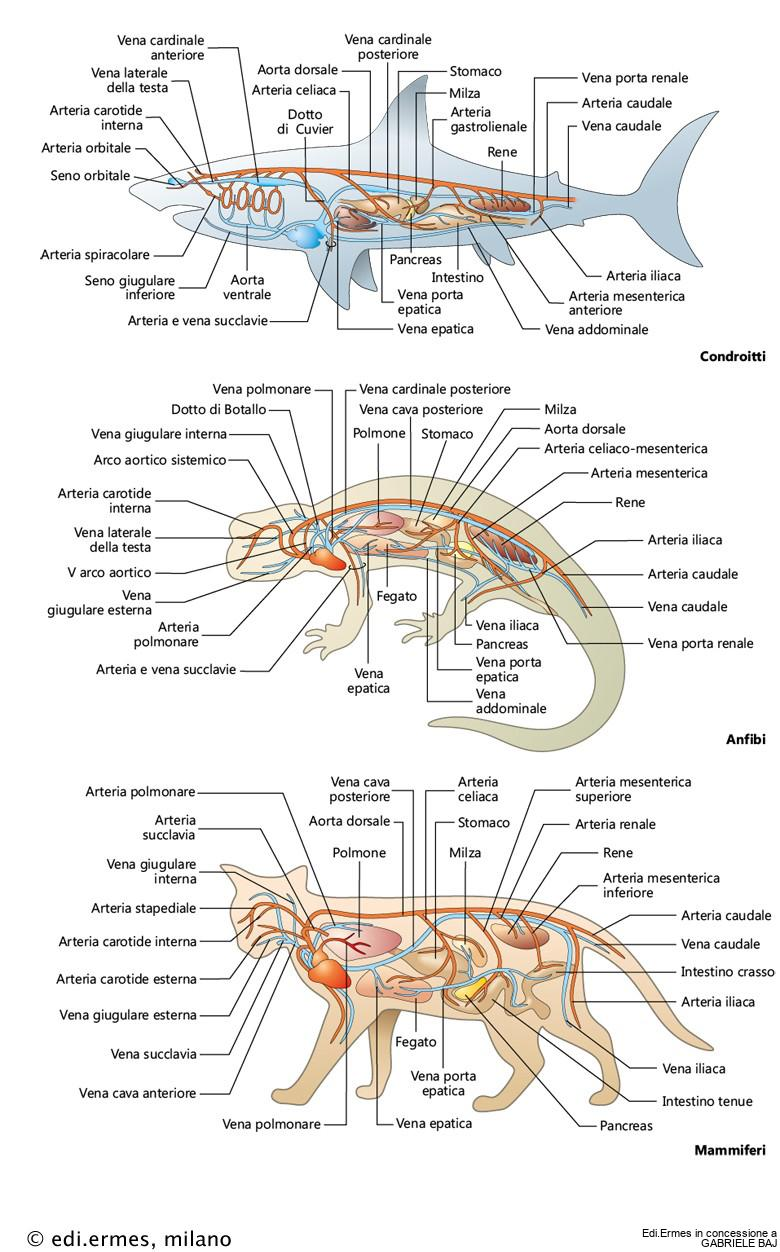 Vena cardinale
anteriore
Vena cardinale
posteriore
Vena laterale
della testa
Aorta dorsale
Stomaco
Vena porta renale
Arteria celiaca
Milza
Arteria carotide
interna
Dotto
di Cuvier
Arteria
gastrolienale
Arteria caudale
Arteria orbitale
Rene
Vena caudale
Seno orbitale
Arteria spiracolare
Pancreas
Seno giugulare
inferiore
Aorta
ventrale
Intestino
Arteria iliaca
Vena porta
epatica
Arteria mesenterica
anteriore
Arteria e vena succlavie
Vena epatica
Vena addominale
Condroitti
Vena polmonare
Vena cardinale posteriore
Dotto di Botallo
Vena cava posteriore
Milza
Vena giugulare interna
Polmone
Stomaco
Aorta dorsale
Arteria celiaco-mesenterica
Arco aortico sistemico
Arteria mesenterica
Arteria carotide
interna
Rene
Vena laterale
della testa
Arteria iliaca
V arco aortico
Arteria caudale
Vena
giugulare esterna
Fegato
Vena caudale
Arteria
polmonare
Vena iliaca
Pancreas
Vena porta renale
Arteria e vena succlavie
Vena
epatica
Vena porta
epatica
Vena
addominale
Anfibi
Arteria polmonare
Vena cava
posteriore
Arteria
celiaca
Arteria mesenterica
superiore
Arteria
succlavia
Aorta dorsale
Stomaco
Arteria renale
Vena giugulare
interna
Polmone
Milza
Rene
Arteria mesenterica
inferiore
Arteria stapediale
Arteria caudale
Arteria carotide interna
Vena caudale
Arteria carotide esterna
Intestino crasso
Vena giugulare esterna
Arteria iliaca
Vena succlavia
Fegato
Vena iliaca
Vena cava anteriore
Vena porta
epatica
Intestino tenue
Vena polmonare
Vena epatica
Pancreas
Mammiferi
© edi.ermes, milano
Edi.Ermes in concessione a
GABRIELE BAJ